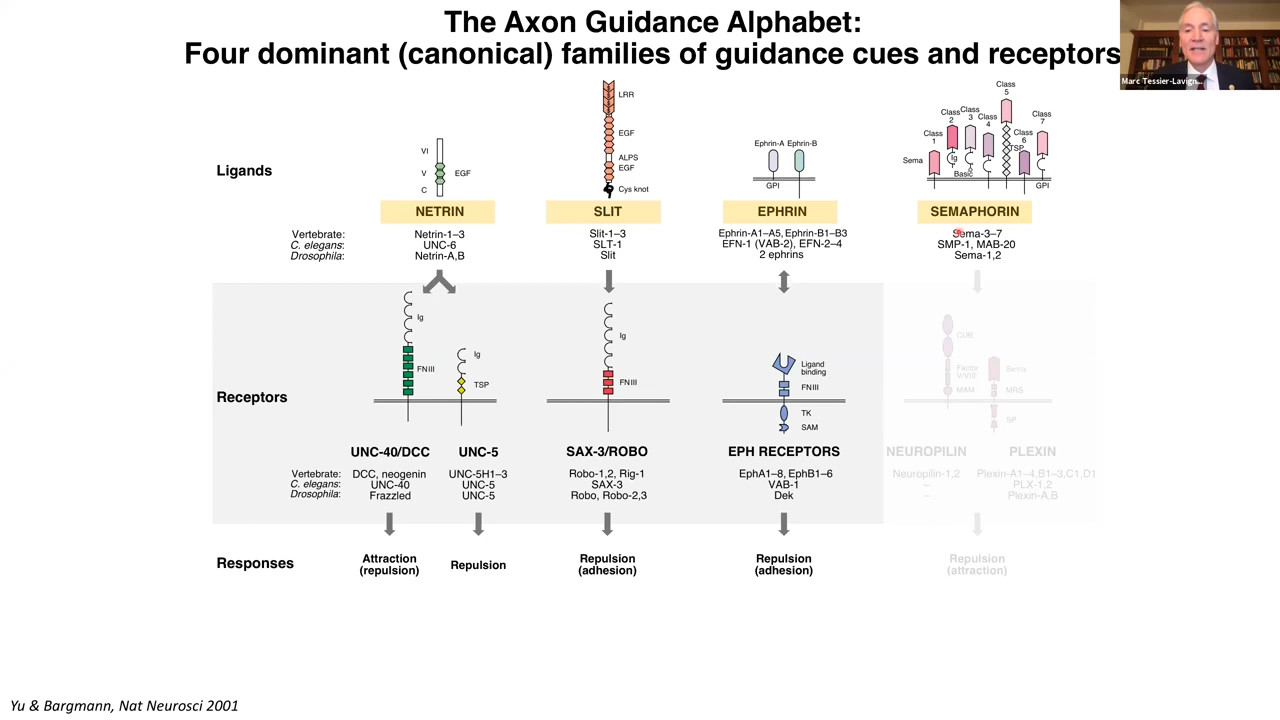 The Axon Guidance Alphabet:
Four dominant (canonical) families of guidance cues and receptors
Marc Tessier-Lavign...
Ligands
VI
V
C
EGF
LRR
EGF
ALPS
EGF
Cys knot
Ephrin-A Ephrin-B
GPI
Class 5
Class 2
Class 3
Class 4
Class 7
Class 1
Class 6
Sema
Ig
Basic
TSP
GPI
NETRIN
SLIT
EPHRIN
SEMAPHORIN
Vertebrate: Netrin-1–3 Slit-1–3 Ephrin-A1–A5, Ephrin-B1–B3 Sema-3–7
C. elegans: UNC-6 SLT-1 EFN-1 (VAB-2), EFN-2–4 SMP-1, MAB-20
Drosophila: Netrin-A,B Slit 2 ephrins Sema-1,2
Receptors
Ig
FNIII
Ig
TSP
Ig
FNIII
Ligand
binding
FNIII
TK
SAM
CUB
Factor
V/VIII
MAM
Sema
MRS
SP
UNC-40/DCC UNC-5 SAX-3/ROBO EPH RECEPTORS NEUROPILIN PLEXIN
Vertebrate: DCC, neogenin UNC-5H1–3 Robo-1,2, Rig-1 EphA1–8, EphB1–6 Neuropilin-1,2 Plexin-A1–4,B1–3,C1,D1
C. elegans: UNC-40 UNC-5 SAX-3 VAB-1 – PLX-1,2
Drosophila: Frazzled UNC-5 Robo, Robo-2,3 Dek – Plexin-A,B
Responses
Attraction
(repulsion)
Repulsion
Repulsion
(adhesion)
Repulsion
(adhesion)
Repulsion
(attraction)
Yu & Bargmann, Nat Neurosci 2001